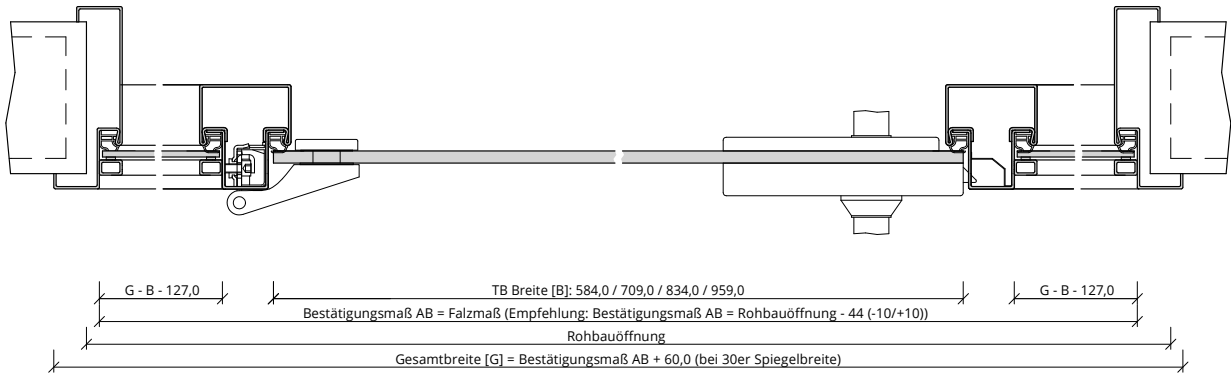 G - B - 127,0
TB Breite [B]: 584,0 / 709,0 / 834,0 / 959,0
G - B - 127,0
Bestätigungsmaß AB = Falzmaß (Empfehlung: Bestätigungsmaß AB = Rohbauöffnung - 44 (-10/+10))
Rohbauöffnung
Gesamtbreite [G] = Bestätigungsmaß AB + 60,0 (bei 30er Spiegelbreite)